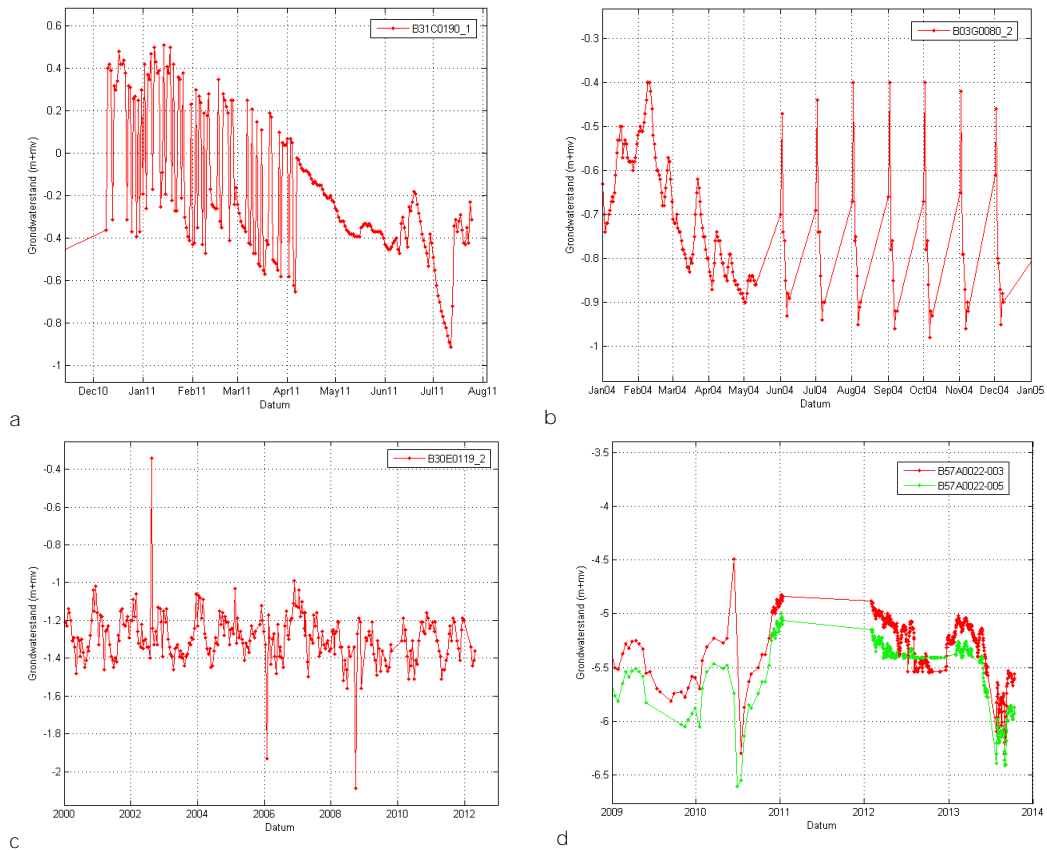 B31C0190_1
0.6
0.4
0.2
0
-0.2
-0.4
-0.6
-0.8
-1
Grondwaterstand (m+mv)
Dec10 Jan11 Feb11 Mar11 Apr11 May11 Jun11 Jul11 Aug11
Datum
a
B03G0080_2
-0.3
-0.4
-0.5
-0.6
-0.7
-0.8
-0.9
-1
Grondwaterstand (m+mv)
Jan04 Feb04 Mar04 Apr04 May04 Jun04 Jul04 Aug04 Sep04 Oct04 Nov04 Dec04 Jan05
Datum
b
B30E0119_2
-0.4
-0.6
-0.8
-1
-1.2
-1.4
-1.6
-1.8
-2
Grondwaterstand (m+mv)
2000 2002 2004 2006 2008 2010 2012
Datum
c
B57A0022-003
B57A0022-005
-3.5
-4
-4.5
-5
-5.5
-6
-6.5
Grondwaterstand (m+mv)
2009 2010 2011 2012 2013 2014
Datum
d